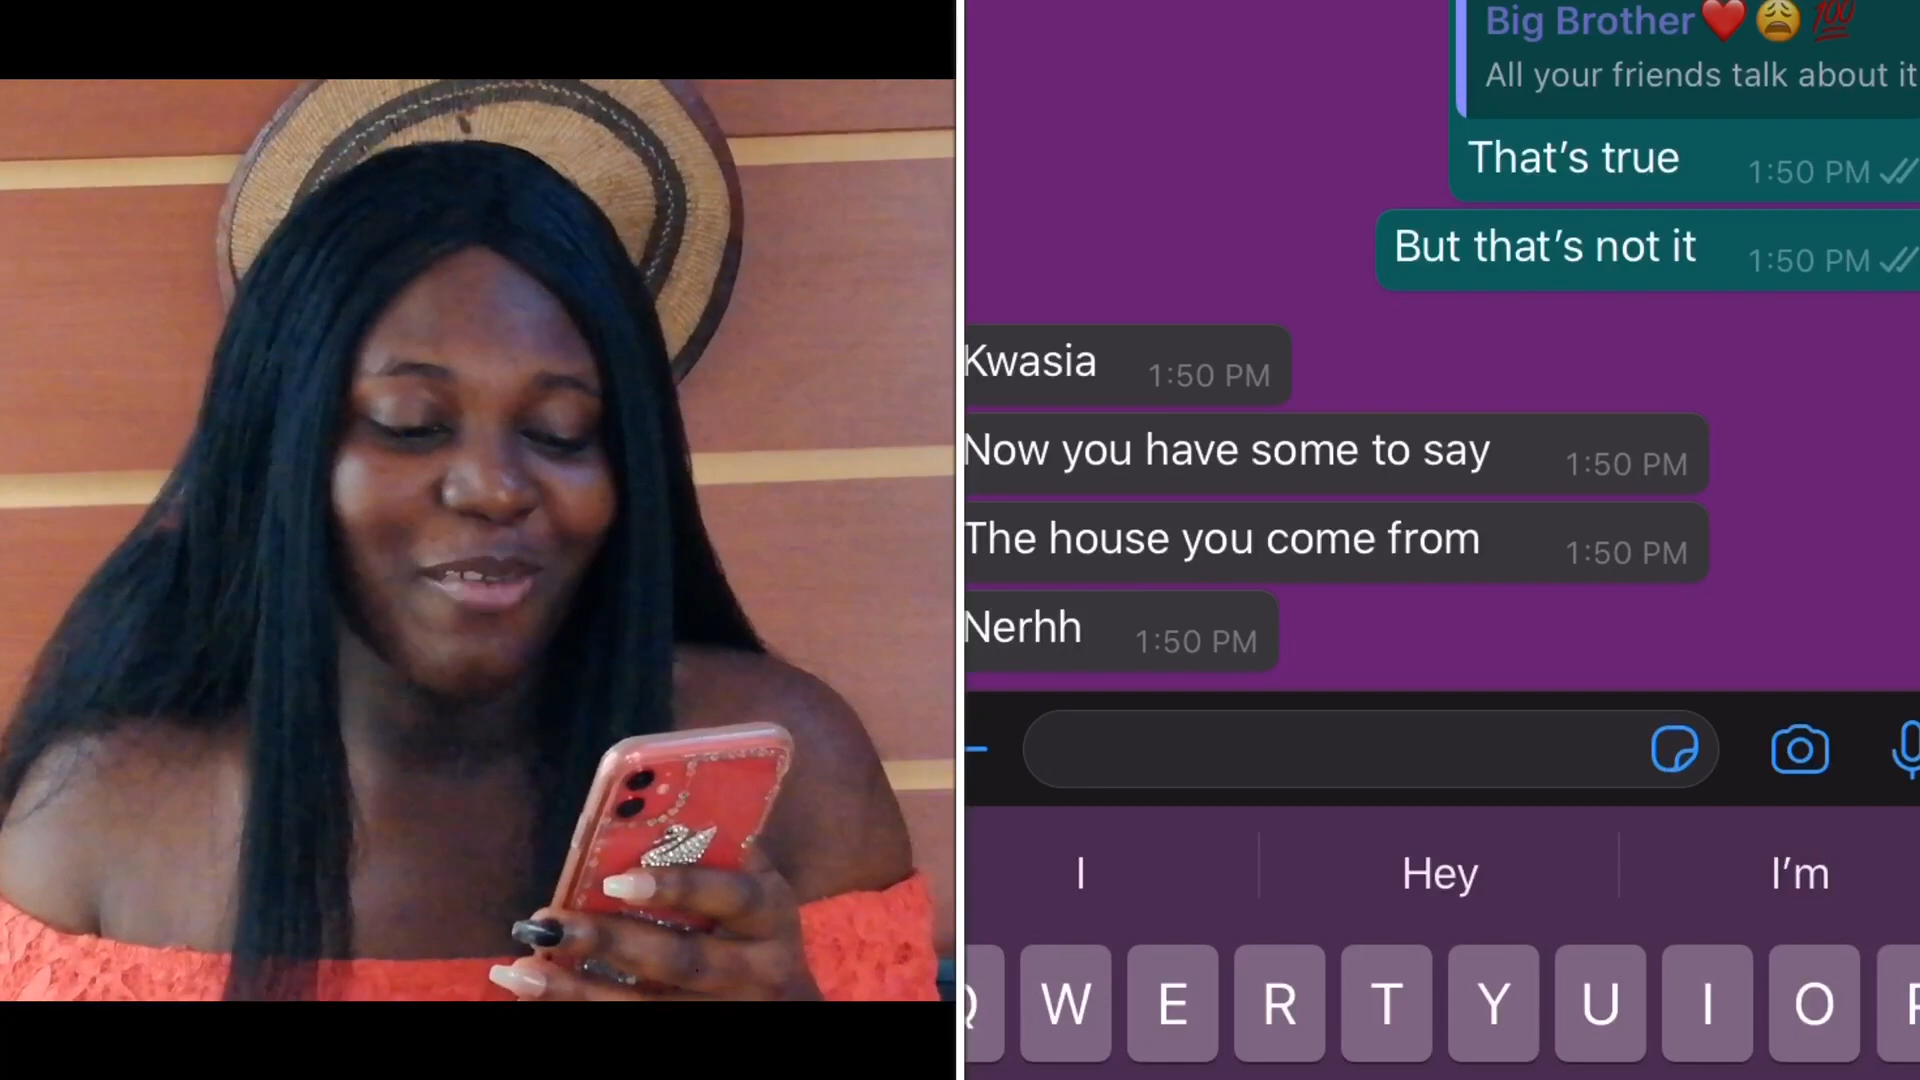 Big Brother❤️😩💯
All your friends talk about it
That’s true 1:50 PM
But that’s not it 1:50 PM
Kwasia 1:50 PM
Now you have some to say 1:50 PM
The house you come from 1:50 PM
Nerhh 1:50 PM
I Hey I’m
Q W E R T Y U I O P